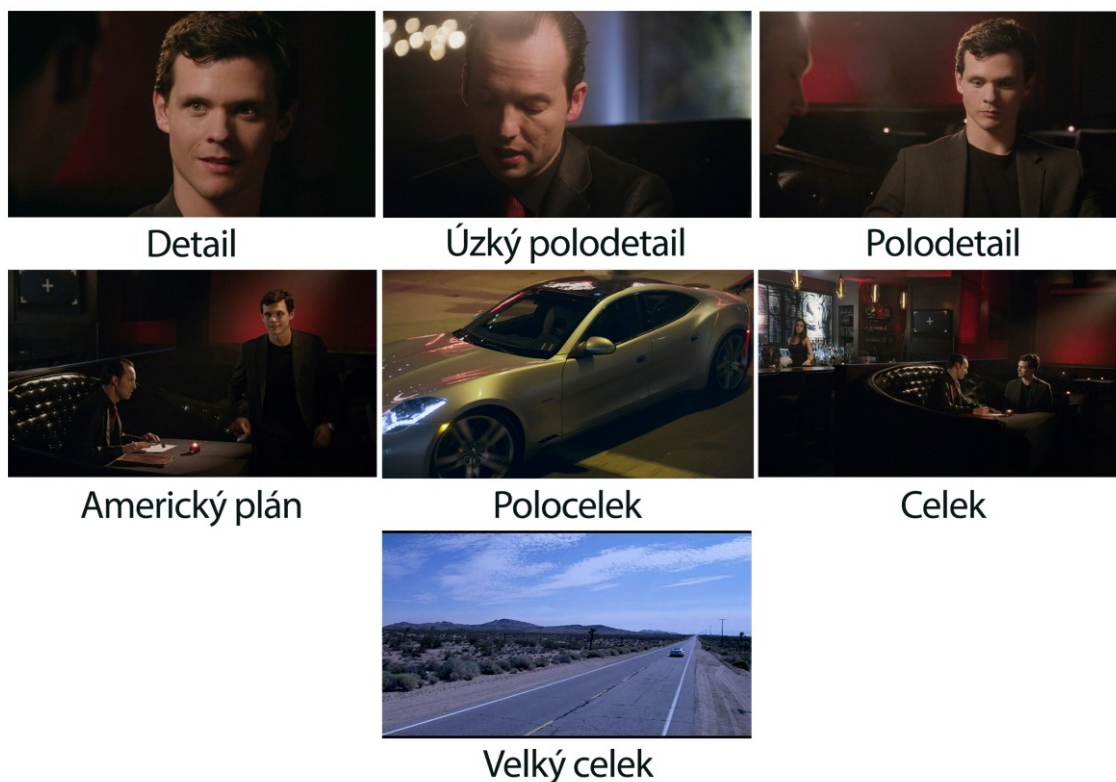 Detail
Úzký polodetail
Polodetail
Americký plán
Polocelek
Celek
Velký celek